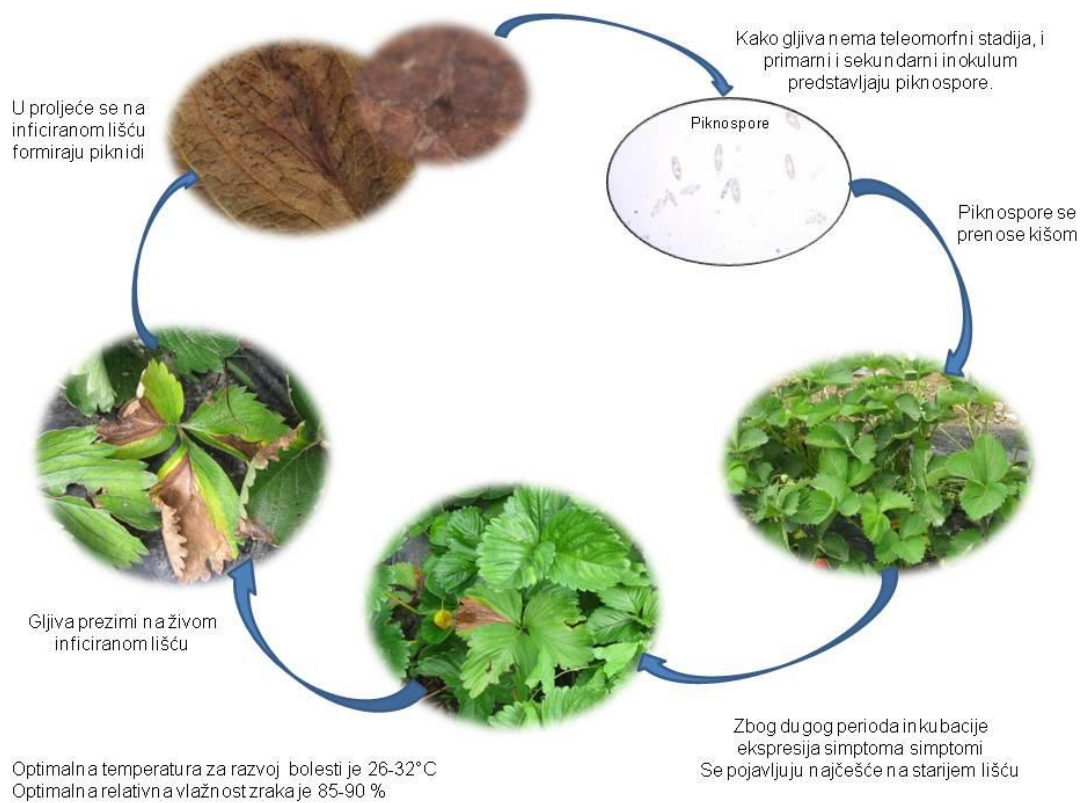 U proljeće se na
inficiranom lišću
formiraju piknidi
Kako gljiva nema teleomorfni stadija, i
primarni i sekundarni inokulum
predstavljaju piknospore.
Piknospore
Piknospore se
prenose kišom
Zbog dugog perioda inkubacije
ekspresija simptoma simptomi
Se pojavljuju najčešće na starijem lišću
Gljiva prezimi na živom
inficiranom lišću
Optimalna temperatura za razvoj bolesti je 26-32°C
Optimalna relativna vlažnost zraka je 85-90 %